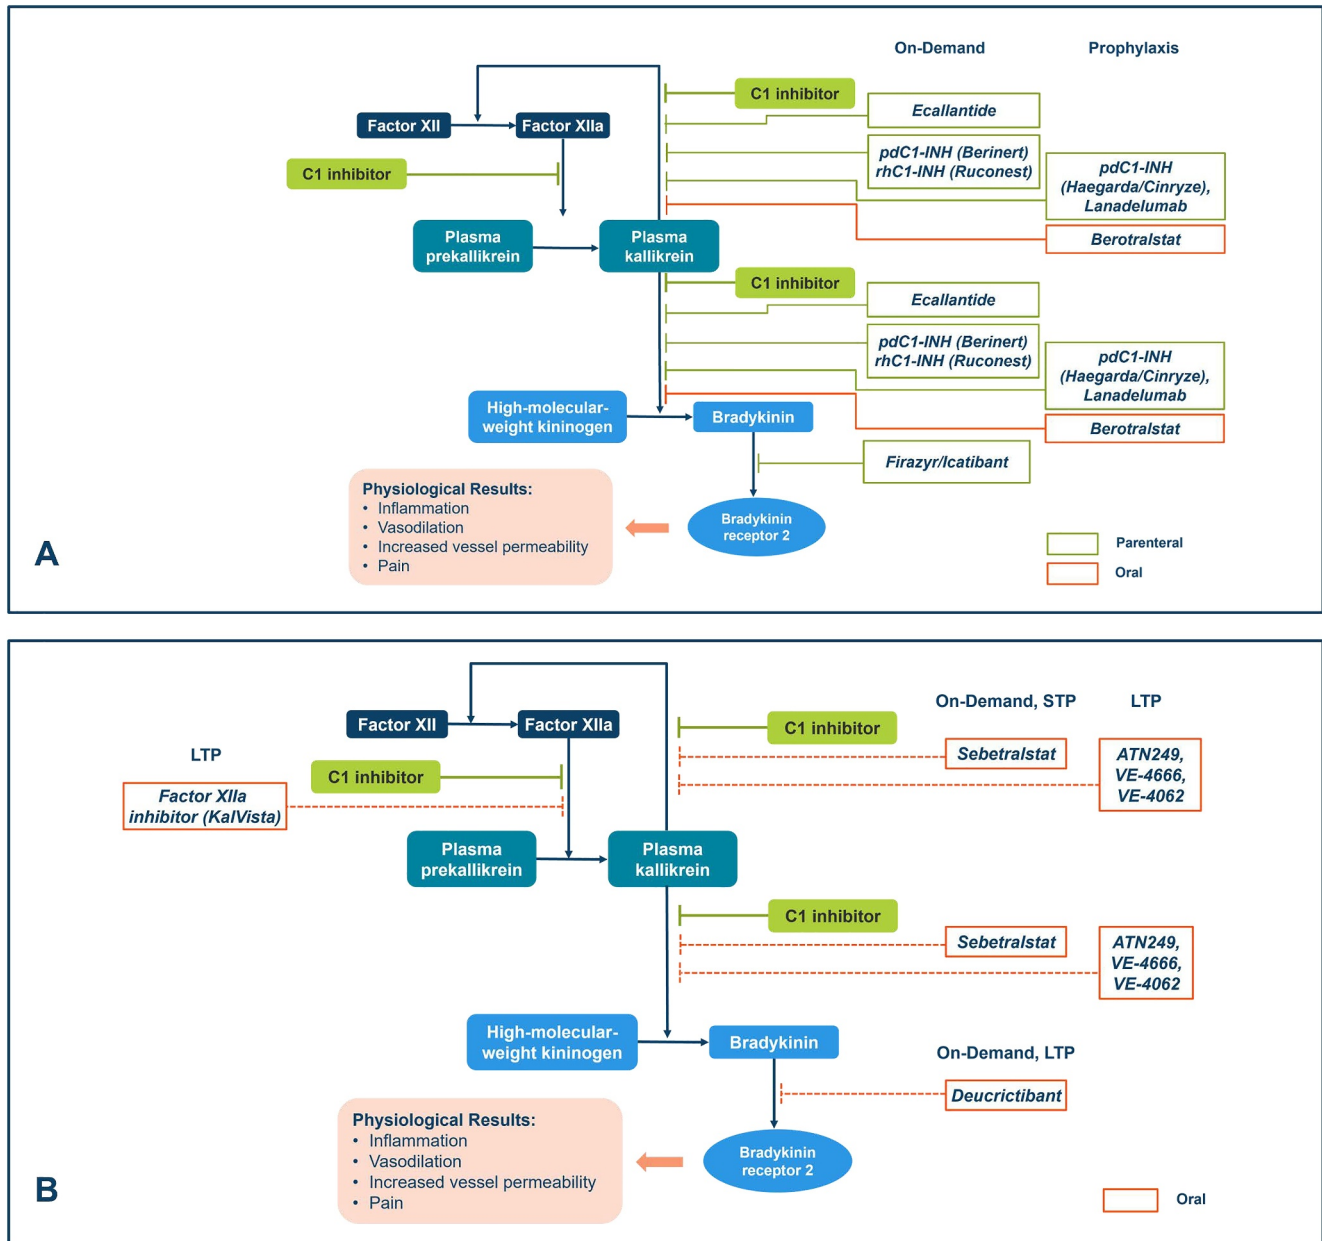 On-Demand
Prophylaxis
C1 inhibitor
Ecallantide
Factor XII
Factor XIIa
pdC1-INH (Berinert)
rhC1-INH (Ruconest)
pdC1-INH
(Haegarda/Cinryze),
Lanadelumab
C1 inhibitor
Plasma
prekallikrein
Plasma
kallikrein
Berotralstat
C1 inhibitor
Ecallantide
pdC1-INH (Berinert)
rhC1-INH (Ruconest)
pdC1-INH
(Haegarda/Cinryze),
Lanadelumab
High-molecular-
weight kininogen
Bradykinin
Berotralstat
Firazyr/Icatibant
Physiological Results:
• Inflammation
• Vasodilation
• Increased vessel permeability
• Pain
Bradykinin
receptor 2
Parenteral
Oral
A
On-Demand, STP
LTP
Factor XII
Factor XIIa
C1 inhibitor
Sebetralstat
ATN249,
VE-4666,
VE-4062
LTP
C1 inhibitor
Factor XIIa
inhibitor (KalVista)
Plasma
prekallikrein
Plasma
kallikrein
C1 inhibitor
Sebetralstat
ATN249,
VE-4666,
VE-4062
High-molecular-
weight kininogen
Bradykinin
On-Demand, LTP
Deucrictibant
Physiological Results:
• Inflammation
• Vasodilation
• Increased vessel permeability
• Pain
Bradykinin
receptor 2
Oral
B